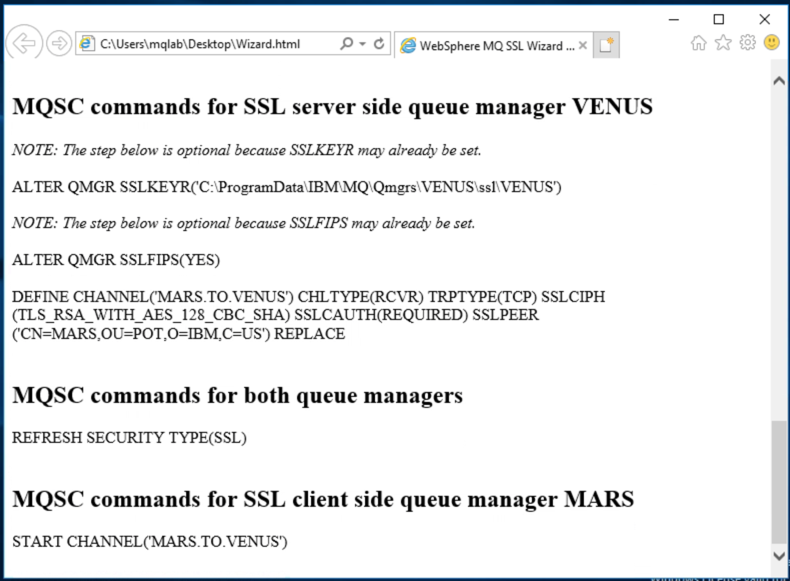 C:\Users\mqlab\Desktop\Wizard.html
WebSphere MQ SSL Wizard ...
MQSC commands for SSL server side queue manager VENUS
NOTE: The step below is optional because SSLKEYR may already be set.
ALTER QMGR SSLKEYR('C:\ProgramData\IBM\MQ\Qmgrs\VENUS\ssl\VENUS')
NOTE: The step below is optional because SSLFIPS may already be set.
ALTER QMGR SSLFIPS(YES)
DEFINE CHANNEL('MARS.TO.VENUS') CHLTYPE(RCVR) TRPTYPE(TCP) SSLCIPH
(TLS_RSA_WITH_AES_128_CBC_SHA) SSLCAUTH(REQUIRED) SSLPEER
('CN=MARS,OU=POT,O=IBM,C=US') REPLACE
MQSC commands for both queue managers
REFRESH SECURITY TYPE(SSL)
MQSC commands for SSL client side queue manager MARS
START CHANNEL('MARS.TO.VENUS')